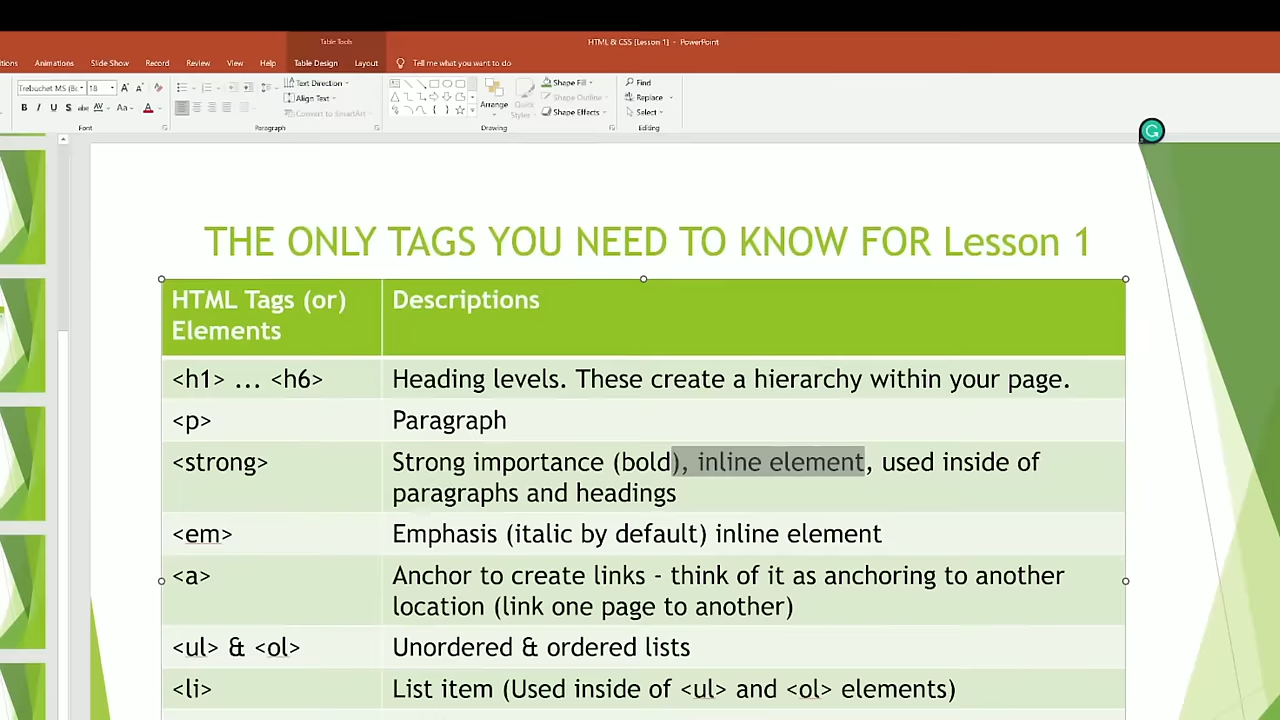 Table Tools
HTML & CSS [Lesson 1] - PowerPoint
itions Animations Slide Show Record Review View Help Table Design Layout Tell me what you want to do
Trebuchet MS (Bc 18 A A Text Direction Shape Fill Find
Align Text Arrange Quick Shape Outline Replace
B I U S abc AV Aa A Convert to SmartArt Styles Shape Effects Select
Font Paragraph Drawing Editing
G
THE ONLY TAGS YOU NEED TO KNOW FOR Lesson 1
HTML Tags (or) Descriptions
Elements
<h1> ... <h6> Heading levels. These create a hierarchy within your page.
<p> Paragraph
<strong> Strong importance (bold), inline element, used inside of
paragraphs and headings
<em> Emphasis (italic by default) inline element
<a> Anchor to create links - think of it as anchoring to another
location (link one page to another)
<ul> & <ol> Unordered & ordered lists
<li> List item (Used inside of <ul> and <ol> elements)